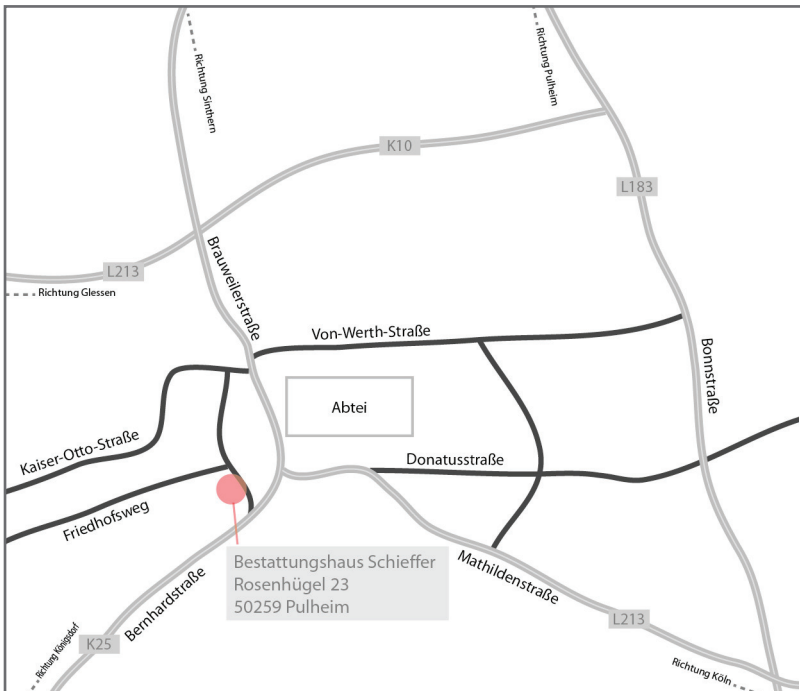 Richtung Sinthern
Richtung Pulheim
K10
L183
L213
Richtung Glessen
Brauweilerstraße
Von-Werth-Straße
Bonnstraße
Abtei
Kaiser-Otto-Straße
Donatusstraße
Friedhofsweg
Bestattungshaus Schieffer
Rosenhügel 23
50259 Pulheim
Mathildenstraße
Bernhardstraße
L213
K25
Richtung Königsdorf
Richtung Köln